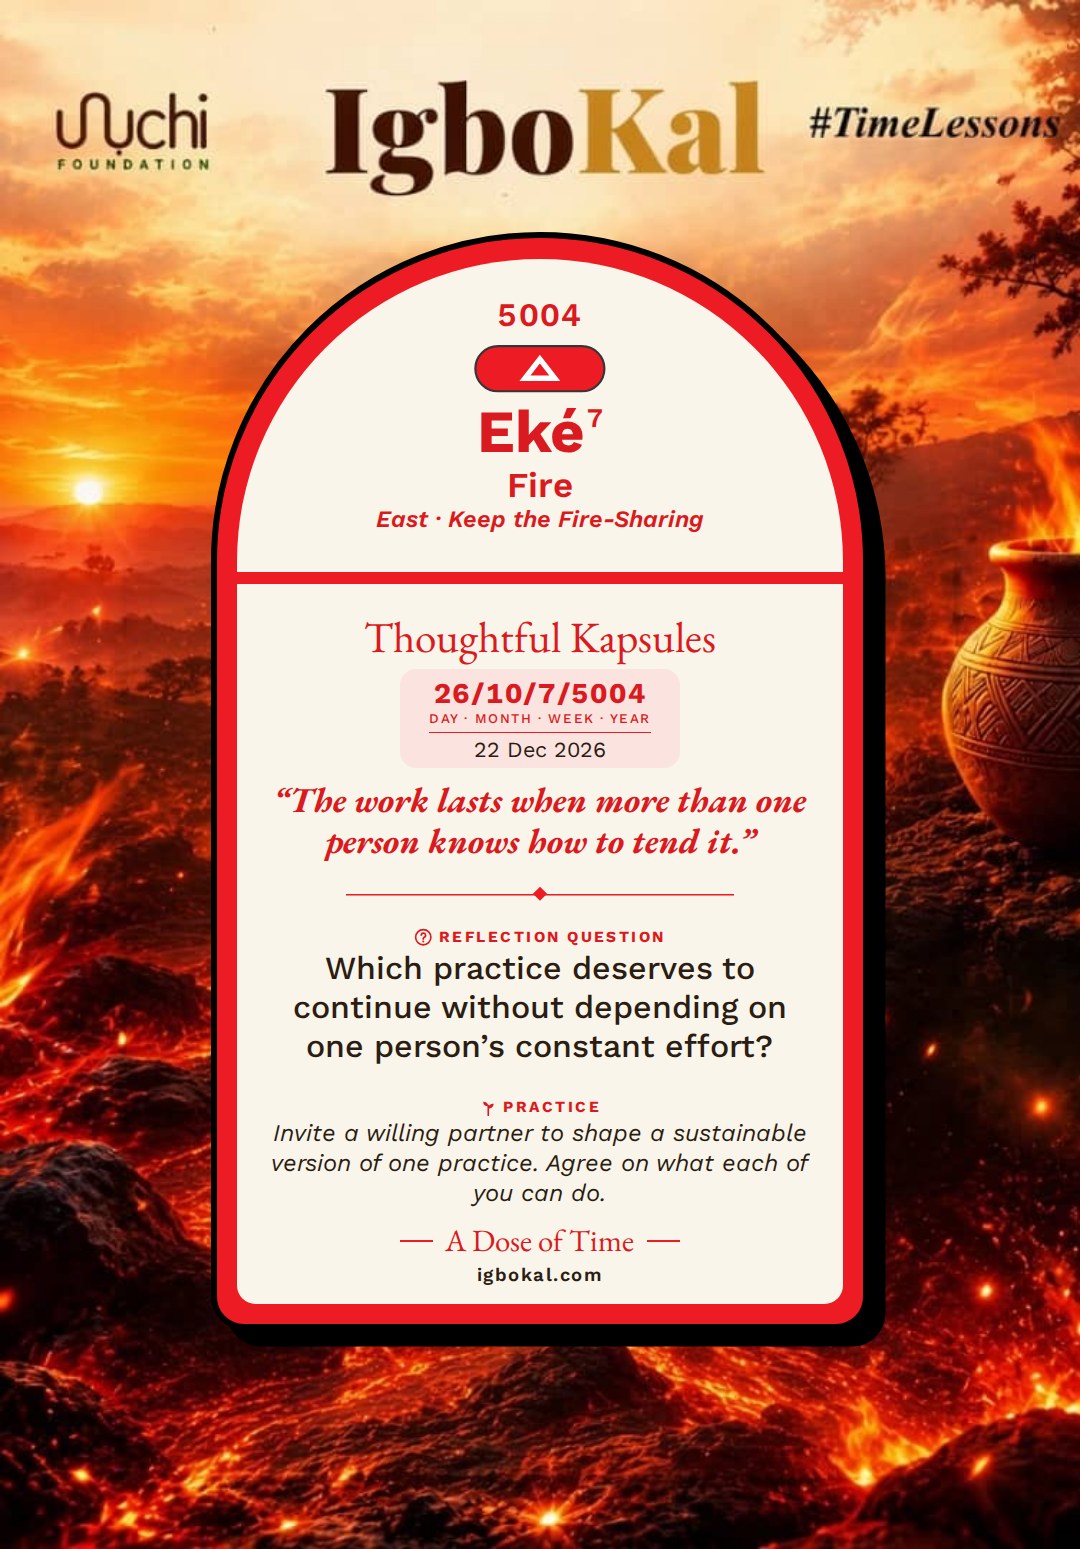 Uchi
FOUNDATION
IgboKal
#TimeLessons
5004
Eké⁷
Fire
East · Keep the Fire-Sharing
Thoughtful Kapsules
26/10/7/5004
DAY · MONTH · WEEK · YEAR
22 Dec 2026
“The work lasts when more than one
person knows how to tend it.”
REFLECTION QUESTION
Which practice deserves to
continue without depending on
one person’s constant effort?
PRACTICE
Invite a willing partner to shape a sustainable
version of one practice. Agree on what each of
you can do.
A Dose of Time
igbokal.com